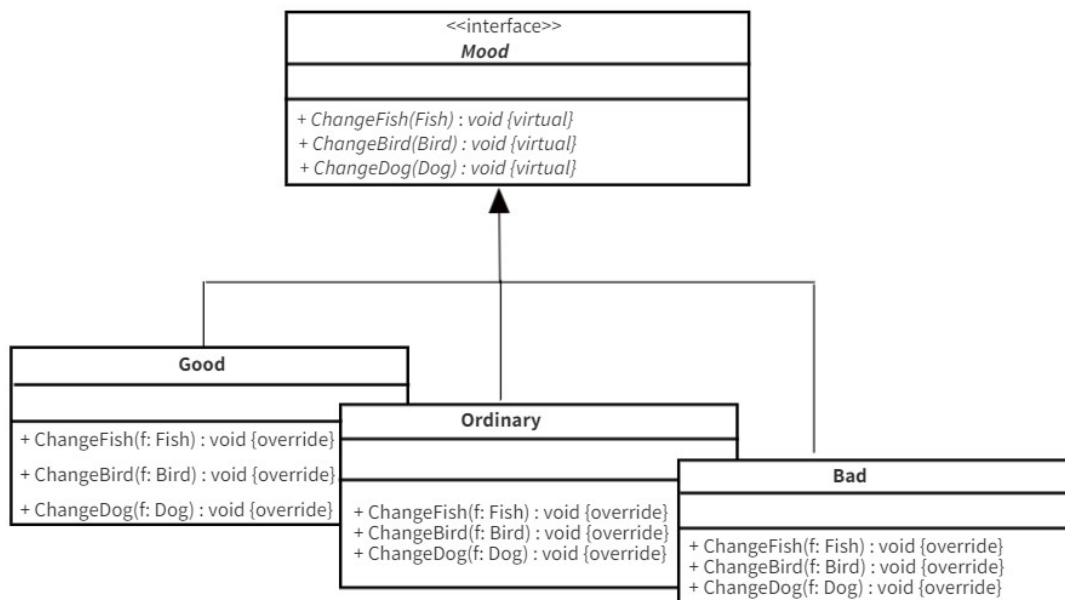 <<interface>>
Mood
+ ChangeFish(Fish) : void {virtual}
+ ChangeBird(Bird) : void {virtual}
+ ChangeDog(Dog) : void {virtual}
Good
+ ChangeFish(f: Fish) : void {override}
+ ChangeBird(f: Bird) : void {override}
+ ChangeDog(f: Dog) : void {override}
Ordinary
+ ChangeFish(f: Fish) : void {override}
+ ChangeBird(f: Bird) : void {override}
+ ChangeDog(f: Dog) : void {override}
Bad
+ ChangeFish(f: Fish) : void {override}
+ ChangeBird(f: Bird) : void {override}
+ ChangeDog(f: Dog) : void {override}